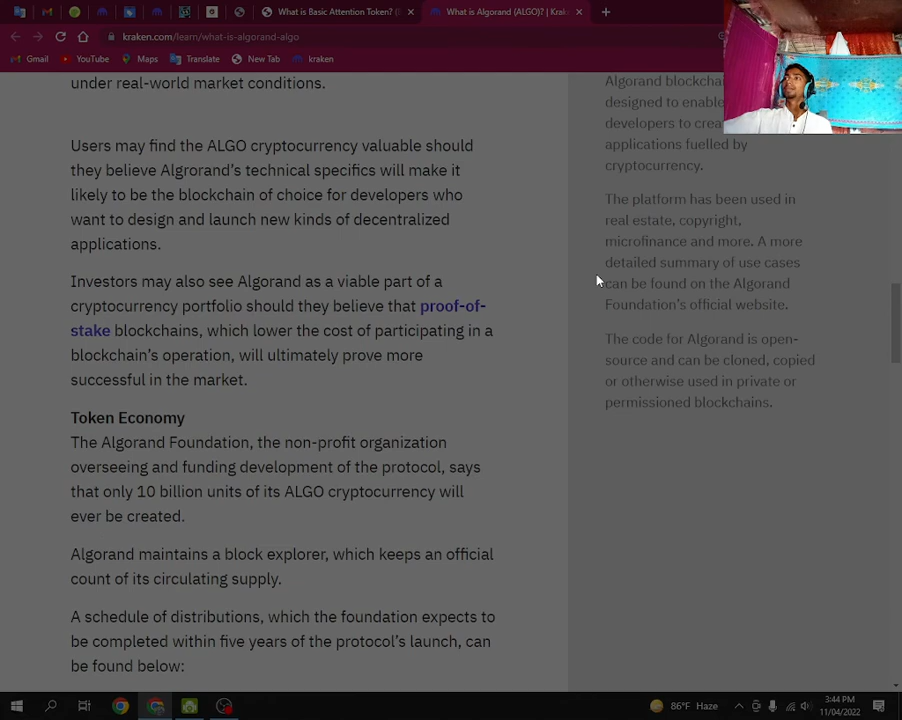 What is Basic Attention Token? (
What is Algorand (ALGO)? | Krak
kraken.com/learn/what-is-algorand-algo
Gmail YouTube Maps Translate New Tab kraken
under real-world market conditions.
Users may find the ALGO cryptocurrency valuable should
they believe Algrorand's technical specifics will make it
likely to be the blockchain of choice for developers who
want to design and launch new kinds of decentralized
applications.
Investors may also see Algorand as a viable part of a
cryptocurrency portfolio should they believe that proof-of-
stake blockchains, which lower the cost of participating in a
blockchain's operation, will ultimately prove more
successful in the market.
Token Economy
The Algorand Foundation, the non-profit organization
overseeing and funding development of the protocol, says
that only 10 billion units of its ALGO cryptocurrency will
ever be created.
Algorand maintains a block explorer, which keeps an official
count of its circulating supply.
A schedule of distributions, which the foundation expects to
be completed within five years of the protocol's launch, can
be found below:
Algorand blockchain
designed to enable
developers to crea
applications fuelled by
cryptocurrency.
The platform has been used in
real estate, copyright,
microfinance and more. A more
detailed summary of use cases
can be found on the Algorand
Foundation's official website.
The code for Algorand is open-
source and can be cloned, copied
or otherwise used in private or
permissioned blockchains.
86°F Haze
3:44 PM
11/04/2022